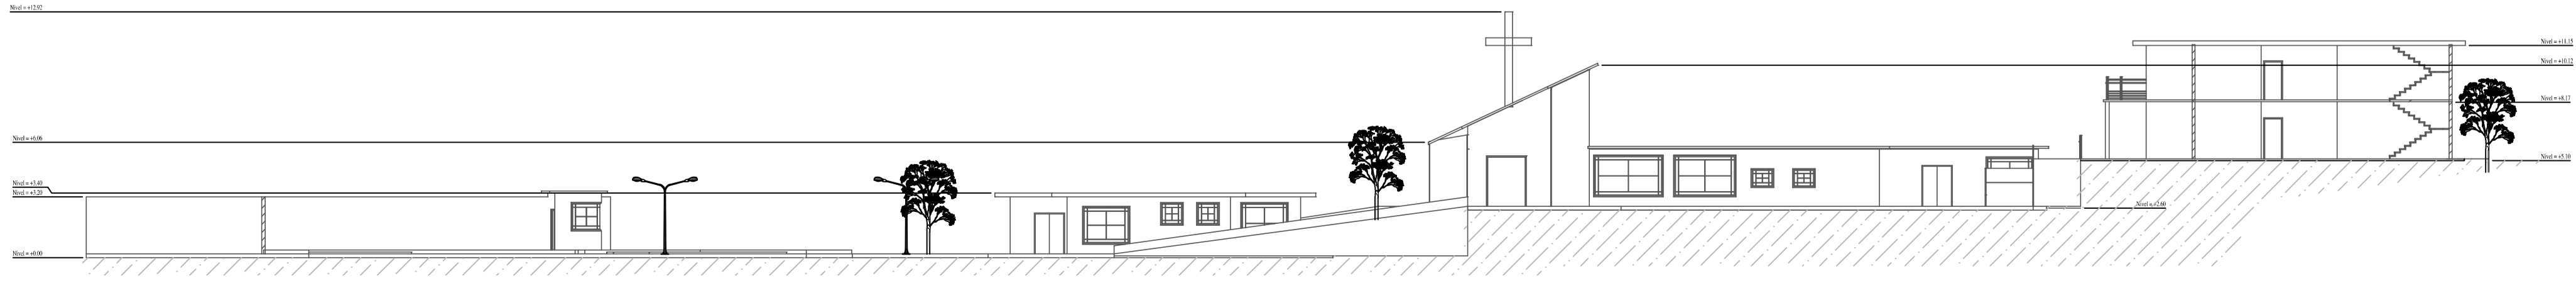 Nivel = +12.92
Nivel = +11.15
Nivel = +10.12
Nivel = +8.17
Nivel = +6.06
Nivel = +5.10
Nivel = +3.40
Nivel = +3.20
Nivel = +2.60
Nivel = +0.00